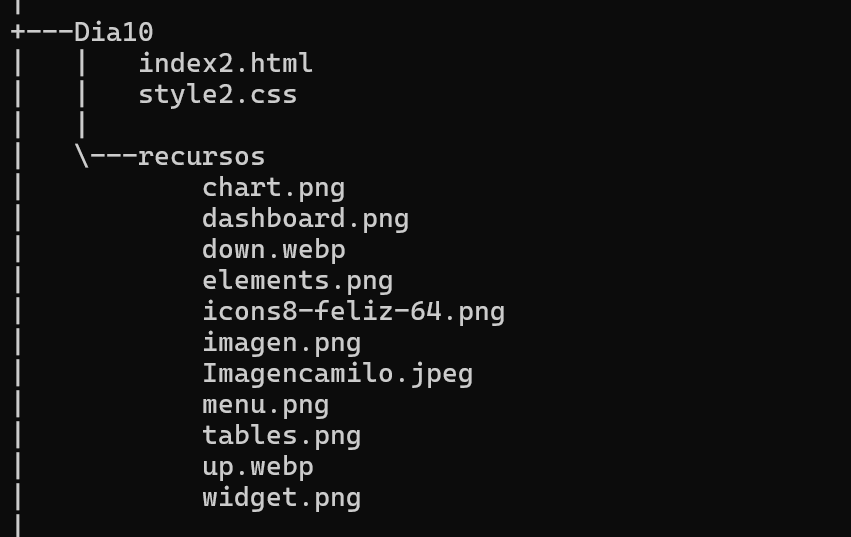 |
+---Dia10
|   |   index2.html
|   |   style2.css
|   |
|   \---recursos
|           chart.png
|           dashboard.png
|           down.webp
|           elements.png
|           icons8-feliz-64.png
|           imagen.png
|           Imagencamilo.jpeg
|           menu.png
|           tables.png
|           up.webp
|           widget.png
|